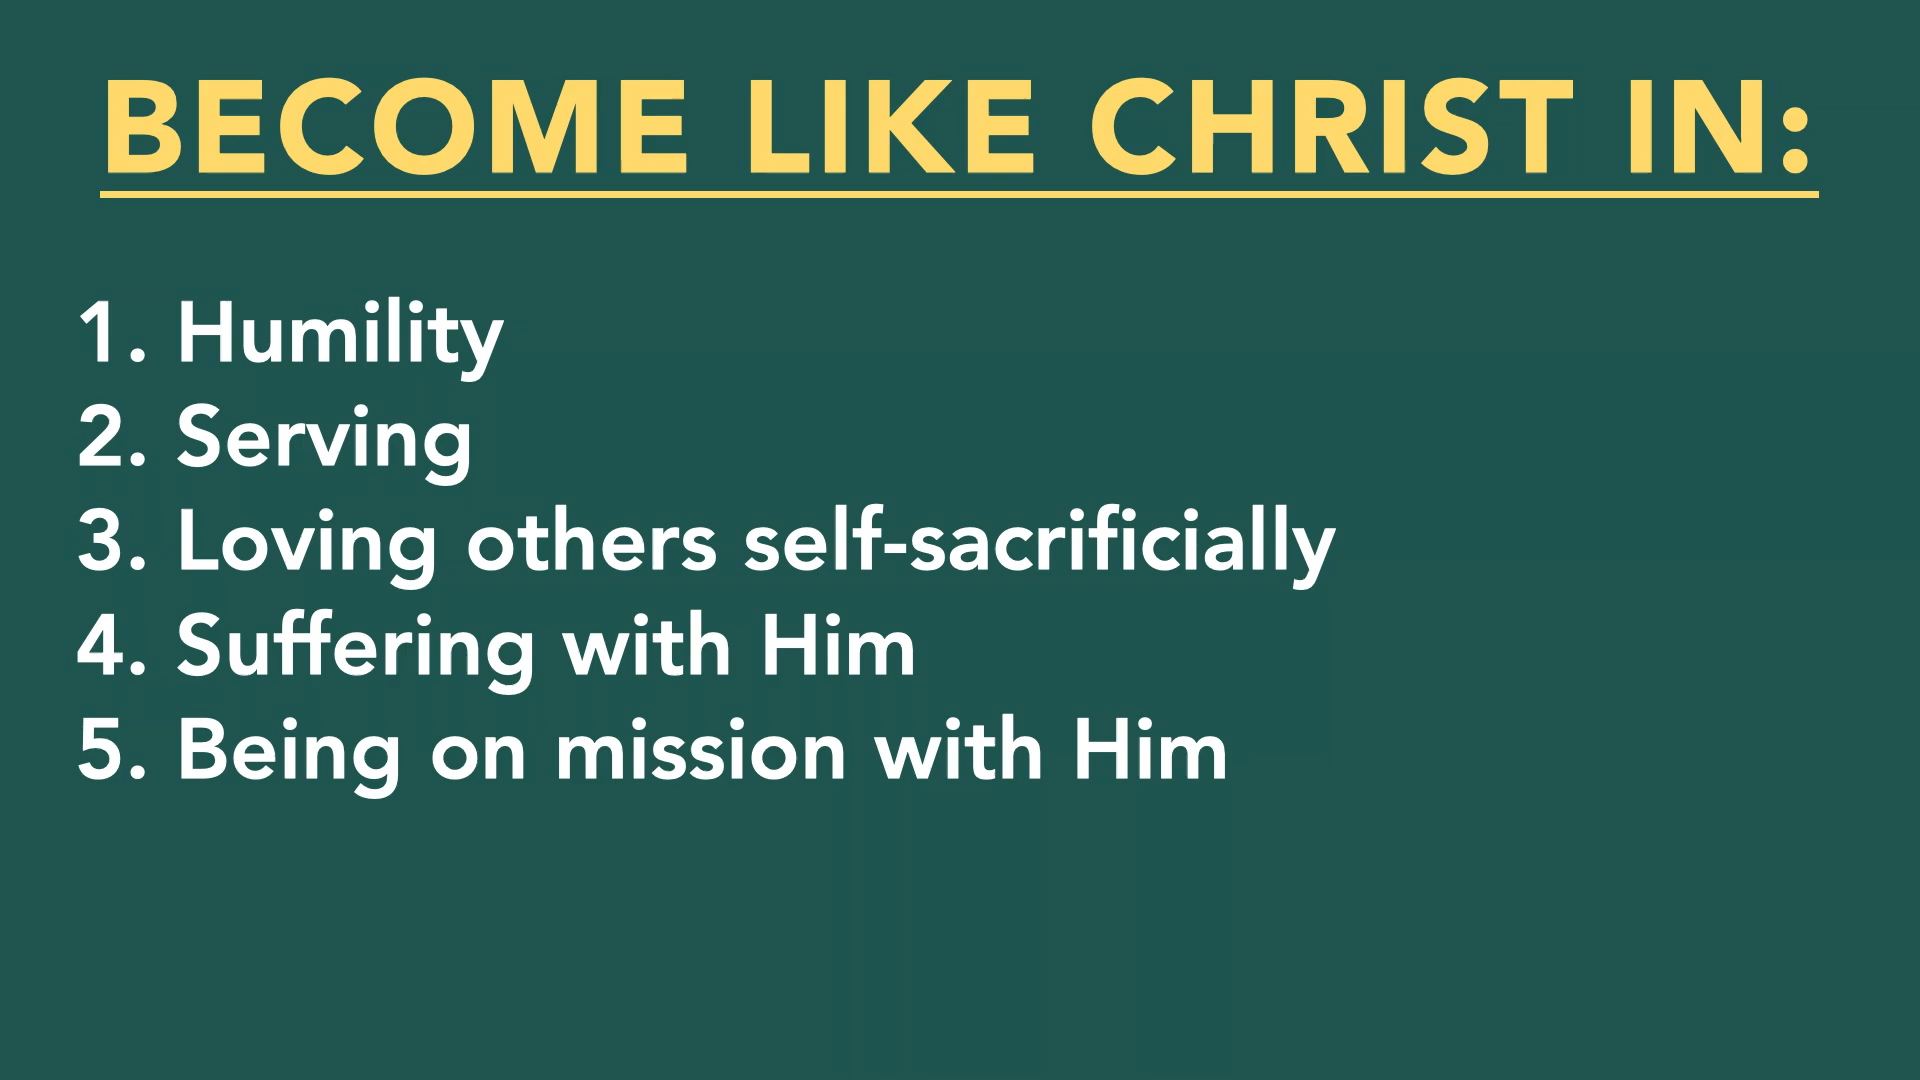 BECOME LIKE CHRIST IN:
1. Humility
2. Serving
3. Loving others self-sacrificially
4. Suffering with Him
5. Being on mission with Him